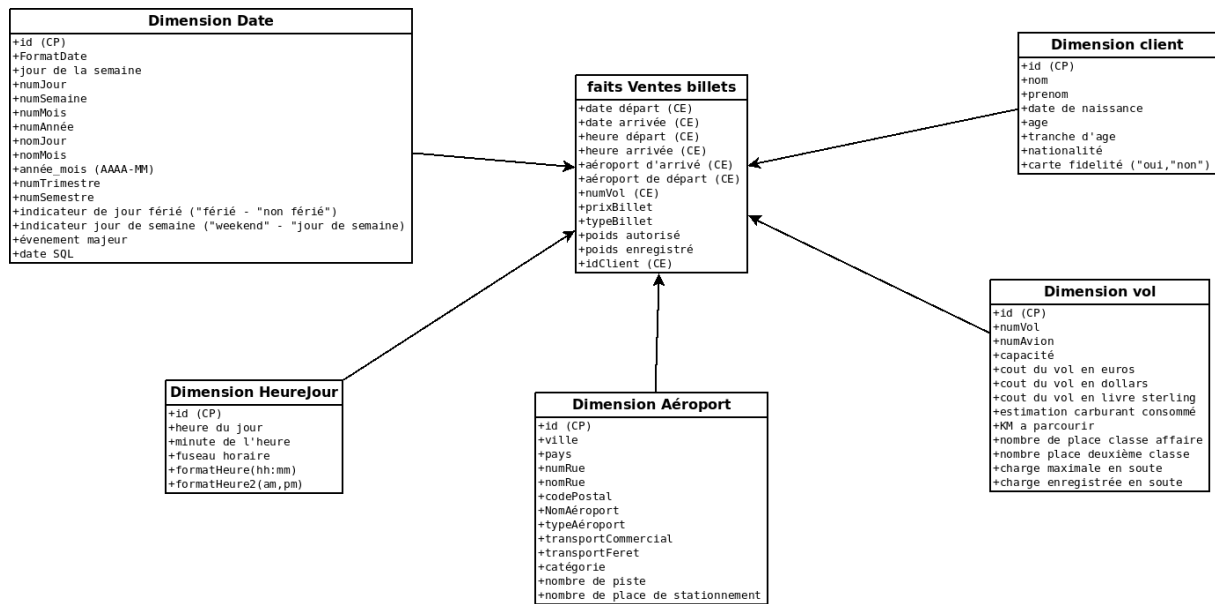 Dimension Date
+id (CP)
+FormatDate
+jour de la semaine
+numJour
+numSemaine
+numMois
+numAnnée
+nomJour
+nomMois
+année_mois (AAAA-MM)
+numTrimestre
+numSemestre
+indicateur de jour férié ("férié - "non férié")
+indicateur jour de semaine ("weekend" - "jour de semaine)
+évenement majeur
+date SQL
faits Ventes billets
+date départ (CE)
+date arrivée (CE)
+heure départ (CE)
+heure arrivée (CE)
+aéroport d'arrivé (CE)
+aéroport de départ (CE)
+numVol (CE)
+prixBillet
+typeBillet
+poids autorisé
+poids enregistré
+idClient (CE)
Dimension client
+id (CP)
+nom
+prenom
+date de naissance
+age
+tranche d'age
+nationalité
+carte fidelité ("oui,"non")
Dimension HeureJour
+id (CP)
+heure du jour
+minute de l'heure
+fuseau horaire
+formatHeure(hh:mm)
+formatHeure2(am,pm)
Dimension Aéroport
+id (CP)
+ville
+pays
+numRue
+nomRue
+codePostal
+NomAéroport
+typeAéroport
+transportCommercial
+transportFeret
+catégorie
+nombre de piste
+nombre de place de stationnement
Dimension vol
+id (CP)
+numVol
+numAvion
+capacité
+cout du vol en euros
+cout du vol en dollars
+cout du vol en livre sterling
+estimation carburant consommé
+KM a parcourir
+nombre de place classe affaire
+nombre place deuxième classe
+charge maximale en soute
+charge enregistrée en soute